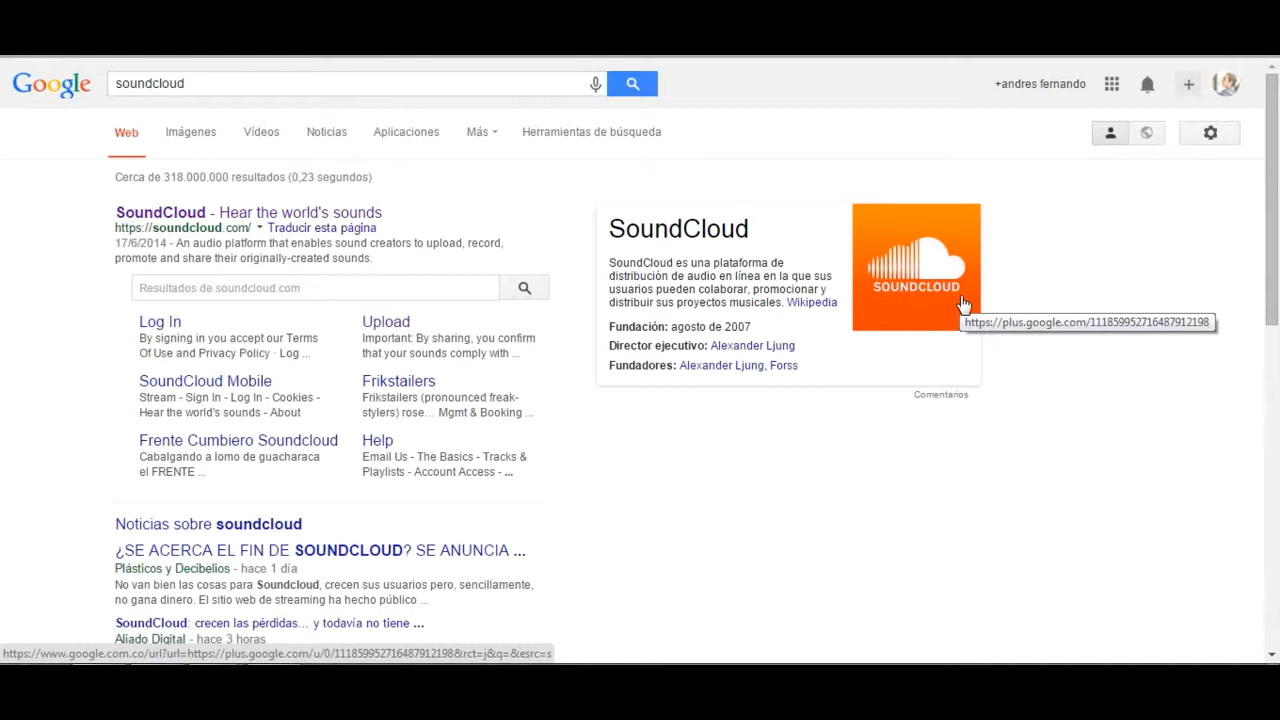 Google
soundcloud
+andres fernando
Web
Imágenes
Vídeos
Noticias
Aplicaciones
Más
Herramientas de búsqueda
Cerca de 318.000.000 resultados (0,23 segundos)
SoundCloud - Hear the world's sounds
https://soundcloud.com/ Traducir esta página
17/6/2014 - An audio platform that enables sound creators to upload, record,
promote and share their originally-created sounds.
Resultados de soundcloud.com
Log In
By signing in you accept our Terms
Of Use and Privacy Policy · Log ...
Upload
Important: By sharing, you confirm
that your sounds comply with ...
SoundCloud Mobile
Stream - Sign In - Log In - Cookies -
Hear the world's sounds - About
Frikstailers
Frikstailers (pronounced freak-
stylers) rose... Mgmt & Booking ...
Frente Cumbiero Soundcloud
Cabalgando a lomo de guacharaca
el FRENTE ...
Help
Email Us - The Basics - Tracks &
Playlists - Account Access - ...
Noticias sobre soundcloud
¿SE ACERCA EL FIN DE SOUNDCLOUD? SE ANUNCIA ...
Plásticos y Decibelios - hace 1 día
No van bien las cosas para Soundcloud, crecen sus usuarios pero, sencillamente,
no gana dinero. El sitio web de streaming ha hecho público ...
SoundCloud: crecen las pérdidas... y todavía no tiene ...
Aliado Digital - hace 3 horas
SoundCloud
SoundCloud es una plataforma de
distribución de audio en línea en la que sus
usuarios pueden colaborar, promocionar y
distribuir sus proyectos musicales. Wikipedia
Fundación: agosto de 2007
Director ejecutivo: Alexander Ljung
Fundadores: Alexander Ljung, Forss
SOUNDCLOUD
https://plus.google.com/111859952716487912198
Comentarios
https://www.google.com.co/url?url=https://plus.google.com/u/0/111859952716487912198&rct=j&q=&esrc=s